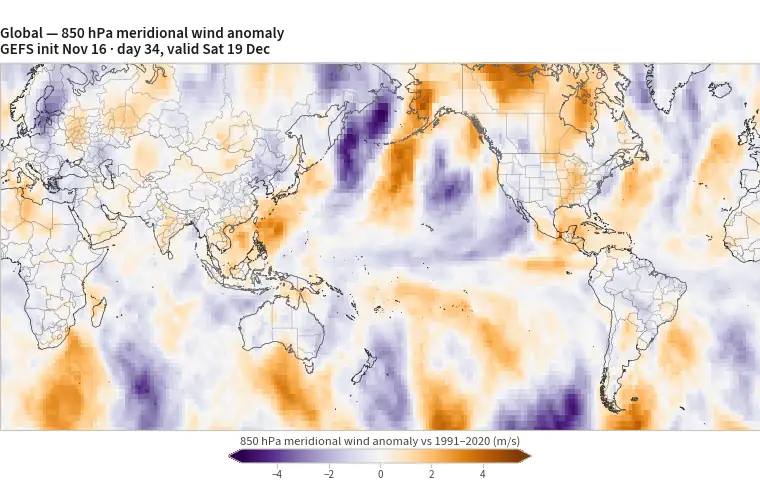 Global — 850 hPa meridional wind anomaly
GEFS init Nov 16 · day 34, valid Sat 19 Dec
850 hPa meridional wind anomaly vs 1991–2020 (m/s)
−4 −2 0 2 4